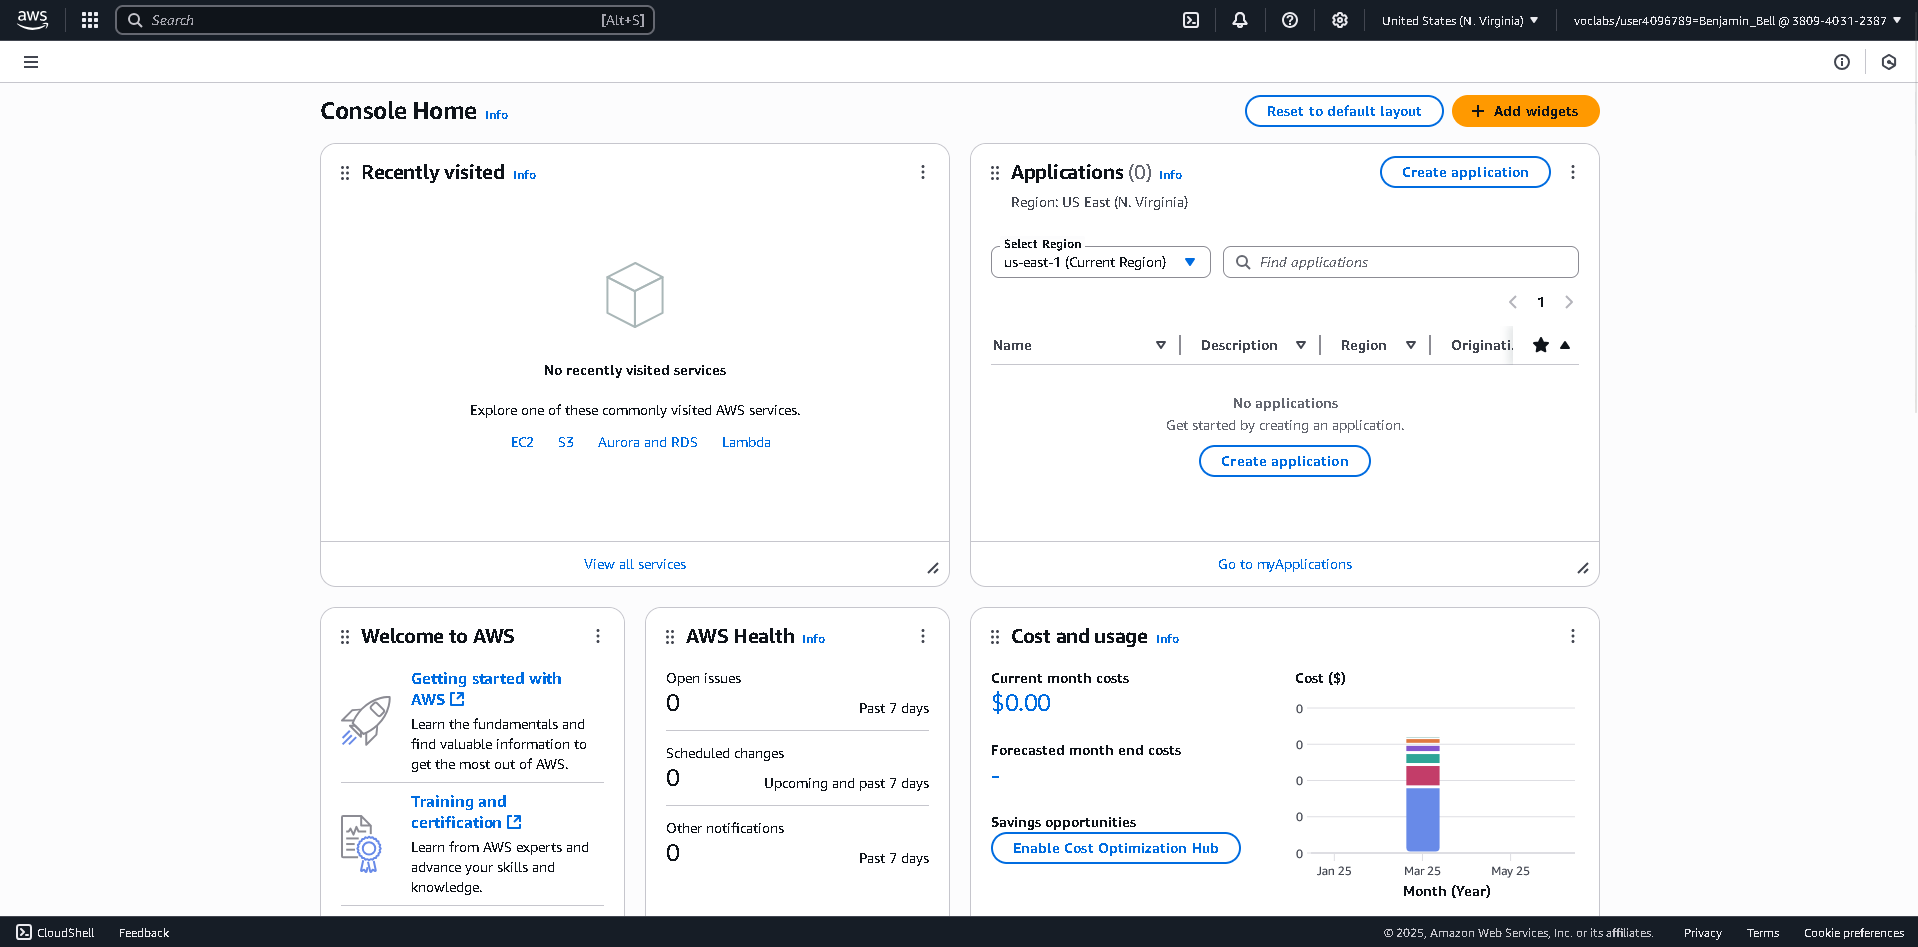 aws
Search [Alt+S]
United States (N. Virginia)
voclabs/user4096789=Benjamin_Bell @ 3809-4031-2387
Console Home Info
Reset to default layout
Add widgets
Recently visited Info
No recently visited services
Explore one of these commonly visited AWS services.
EC2 S3 Aurora and RDS Lambda
View all services
Applications (0) Info
Create application
Region: US East (N. Virginia)
Select Region
us-east-1 (Current Region)
Find applications
1
Name Description Region Originati.
No applications
Get started by creating an application.
Create application
Go to myApplications
Welcome to AWS
Getting started with
AWS
Learn the fundamentals and
find valuable information to
get the most out of AWS.
Training and
certification
Learn from AWS experts and
advance your skills and
knowledge.
AWS Health Info
Open issues
0
Past 7 days
Scheduled changes
0
Upcoming and past 7 days
Other notifications
0
Past 7 days
Cost and usage Info
Current month costs
$0.00
Forecasted month end costs
-
Savings opportunities
Enable Cost Optimization Hub
Cost ($)
0
0
0
0
0
Jan 25 Mar 25 May 25
Month (Year)
CloudShell Feedback
© 2025, Amazon Web Services, Inc. or its affiliates. Privacy Terms Cookie preferences